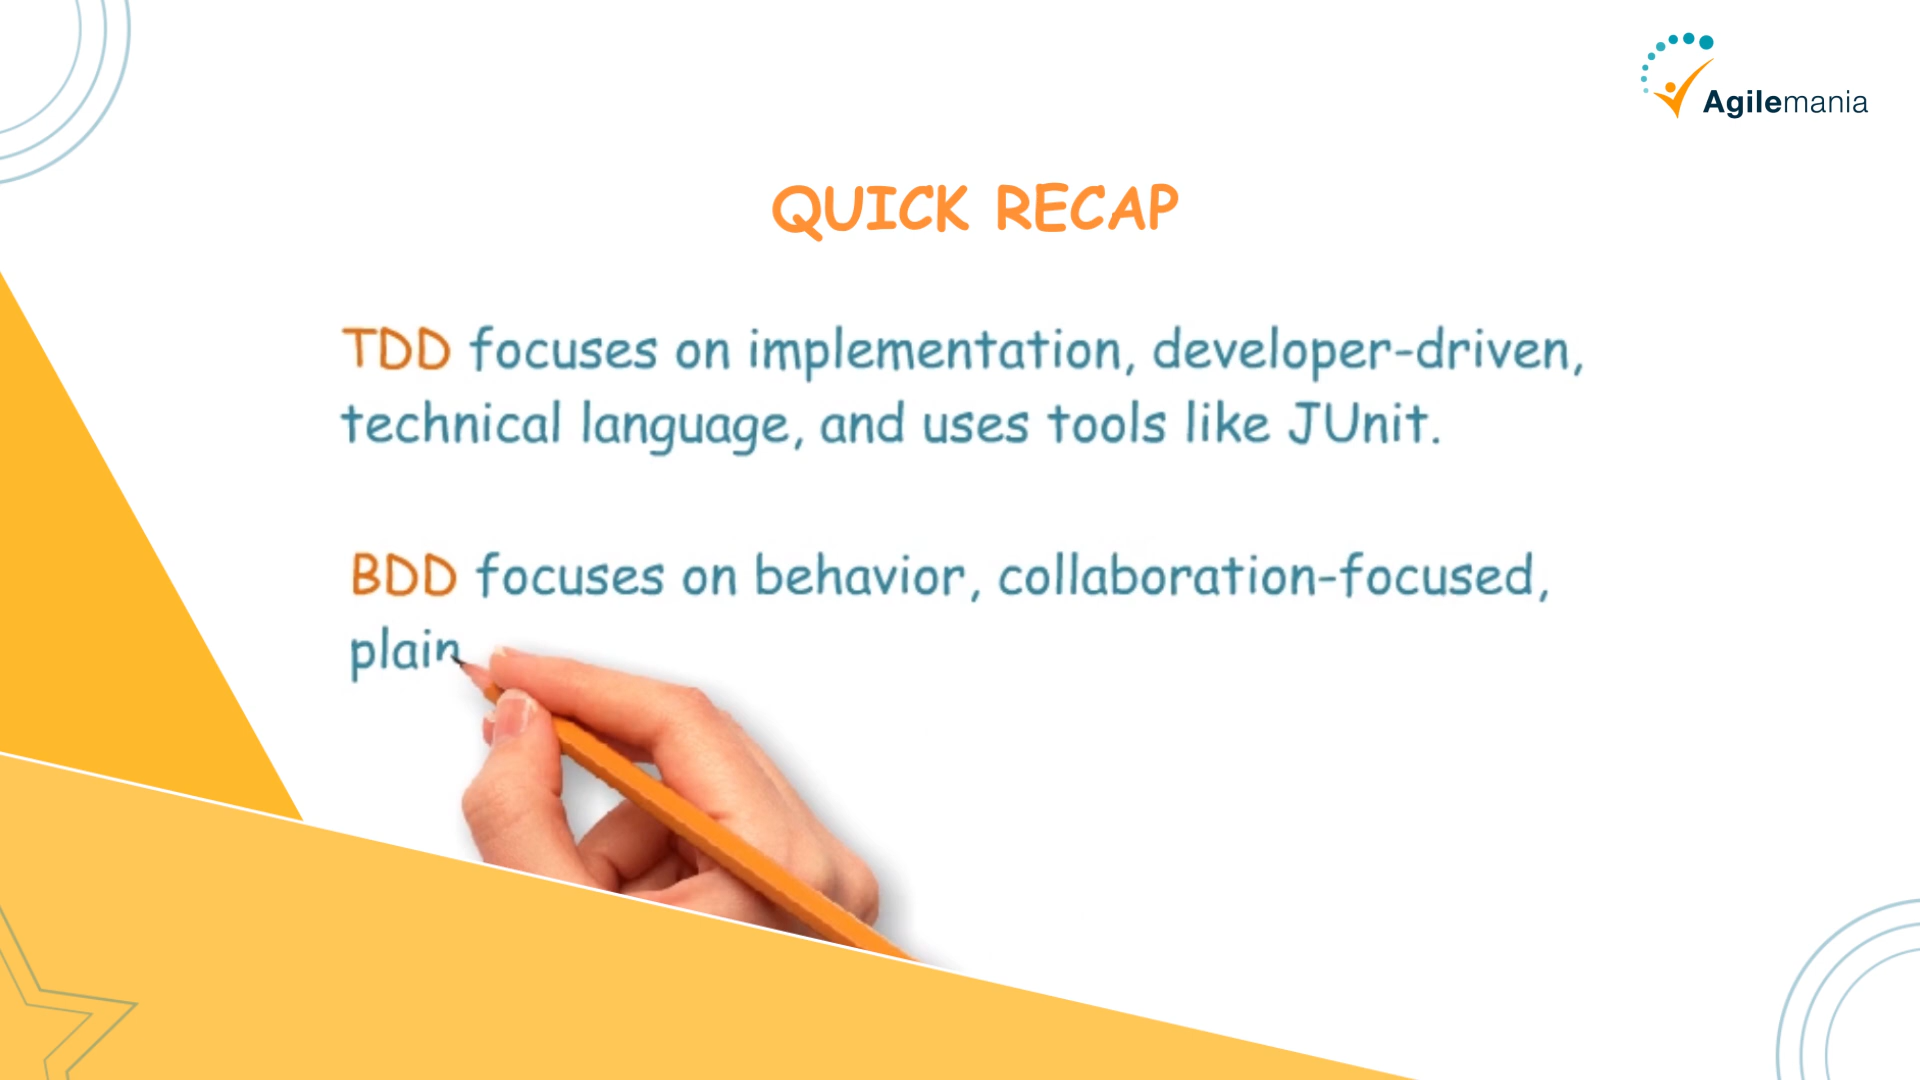 Agilemania
QUICK RECAP
TDD focuses on implementation, developer-driven,
technical language, and uses tools like JUnit.
BDD focuses on behavior, collaboration-focused,
plain